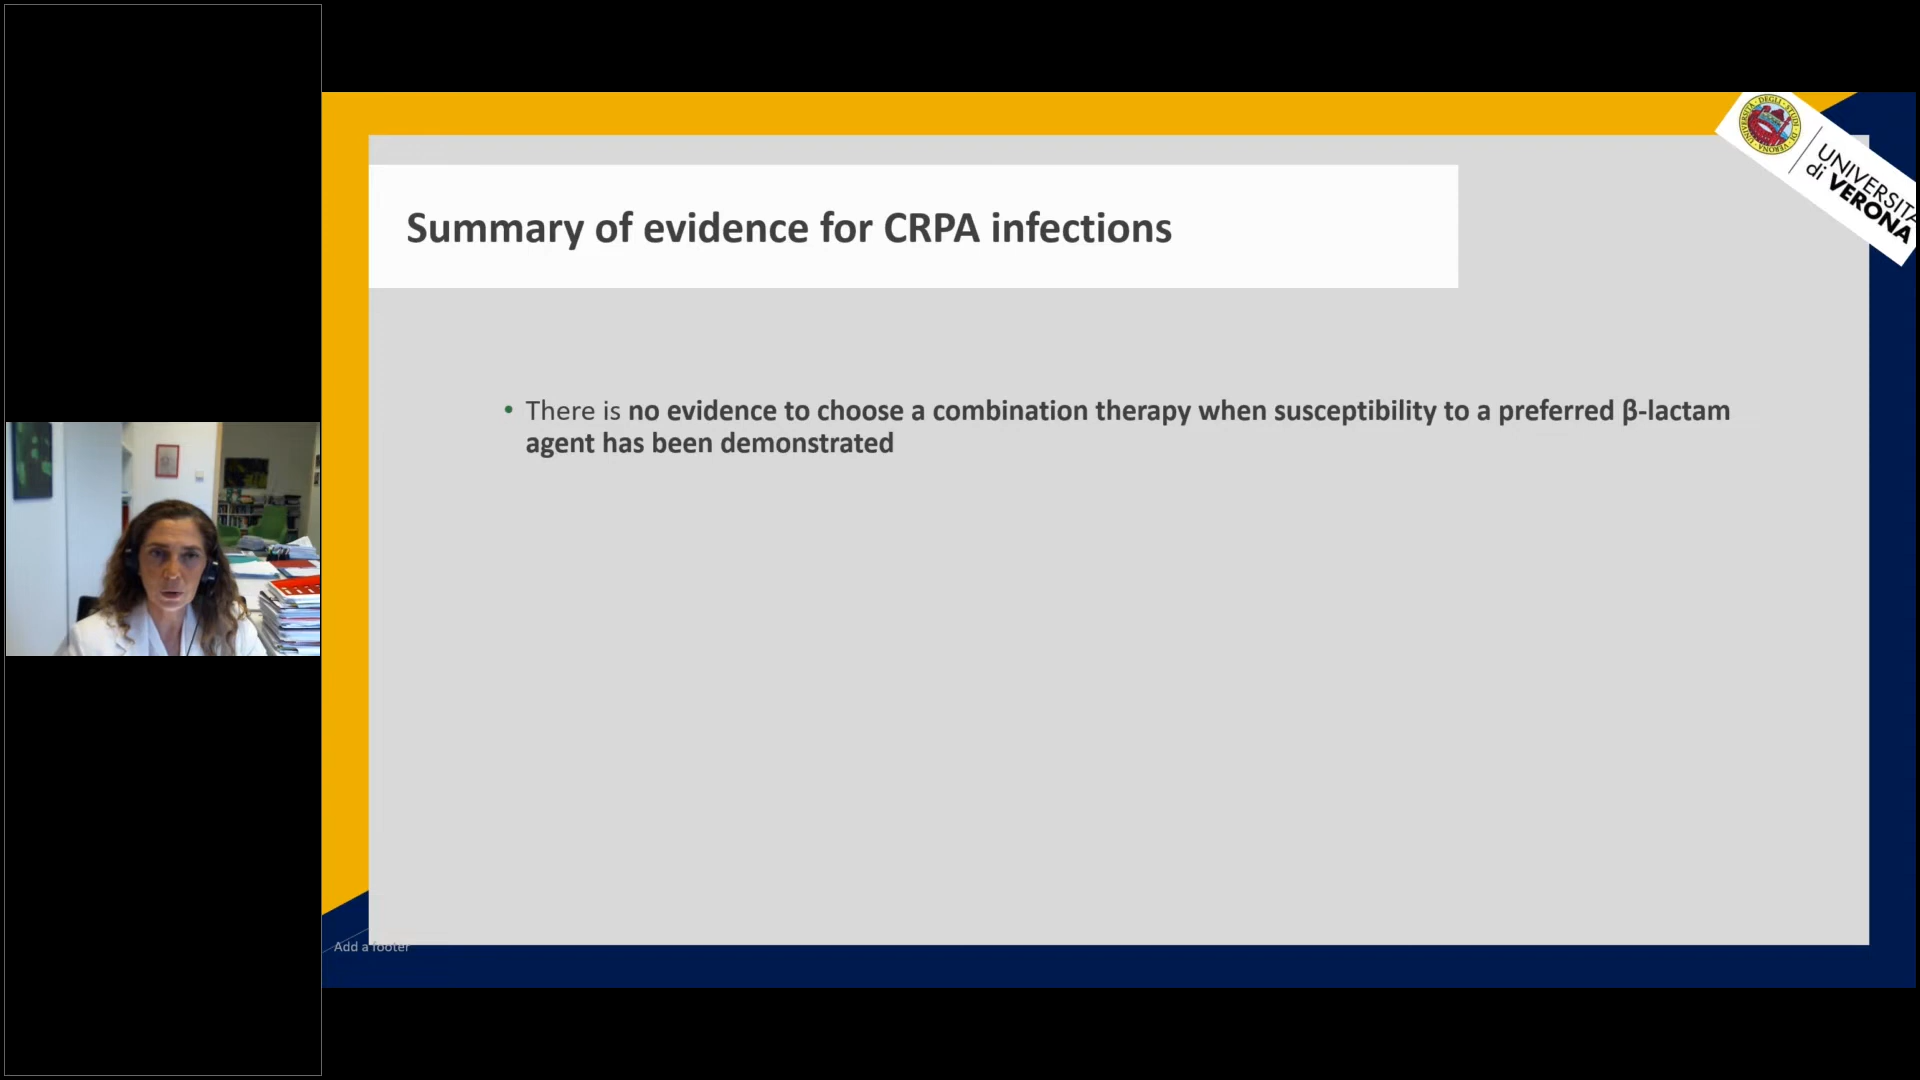 Summary of evidence for CRPA infections
• There is no evidence to choose a combination therapy when susceptibility to a preferred β-lactam
agent has been demonstrated
UNIVERSITÀ
di VERONA
Add a footer